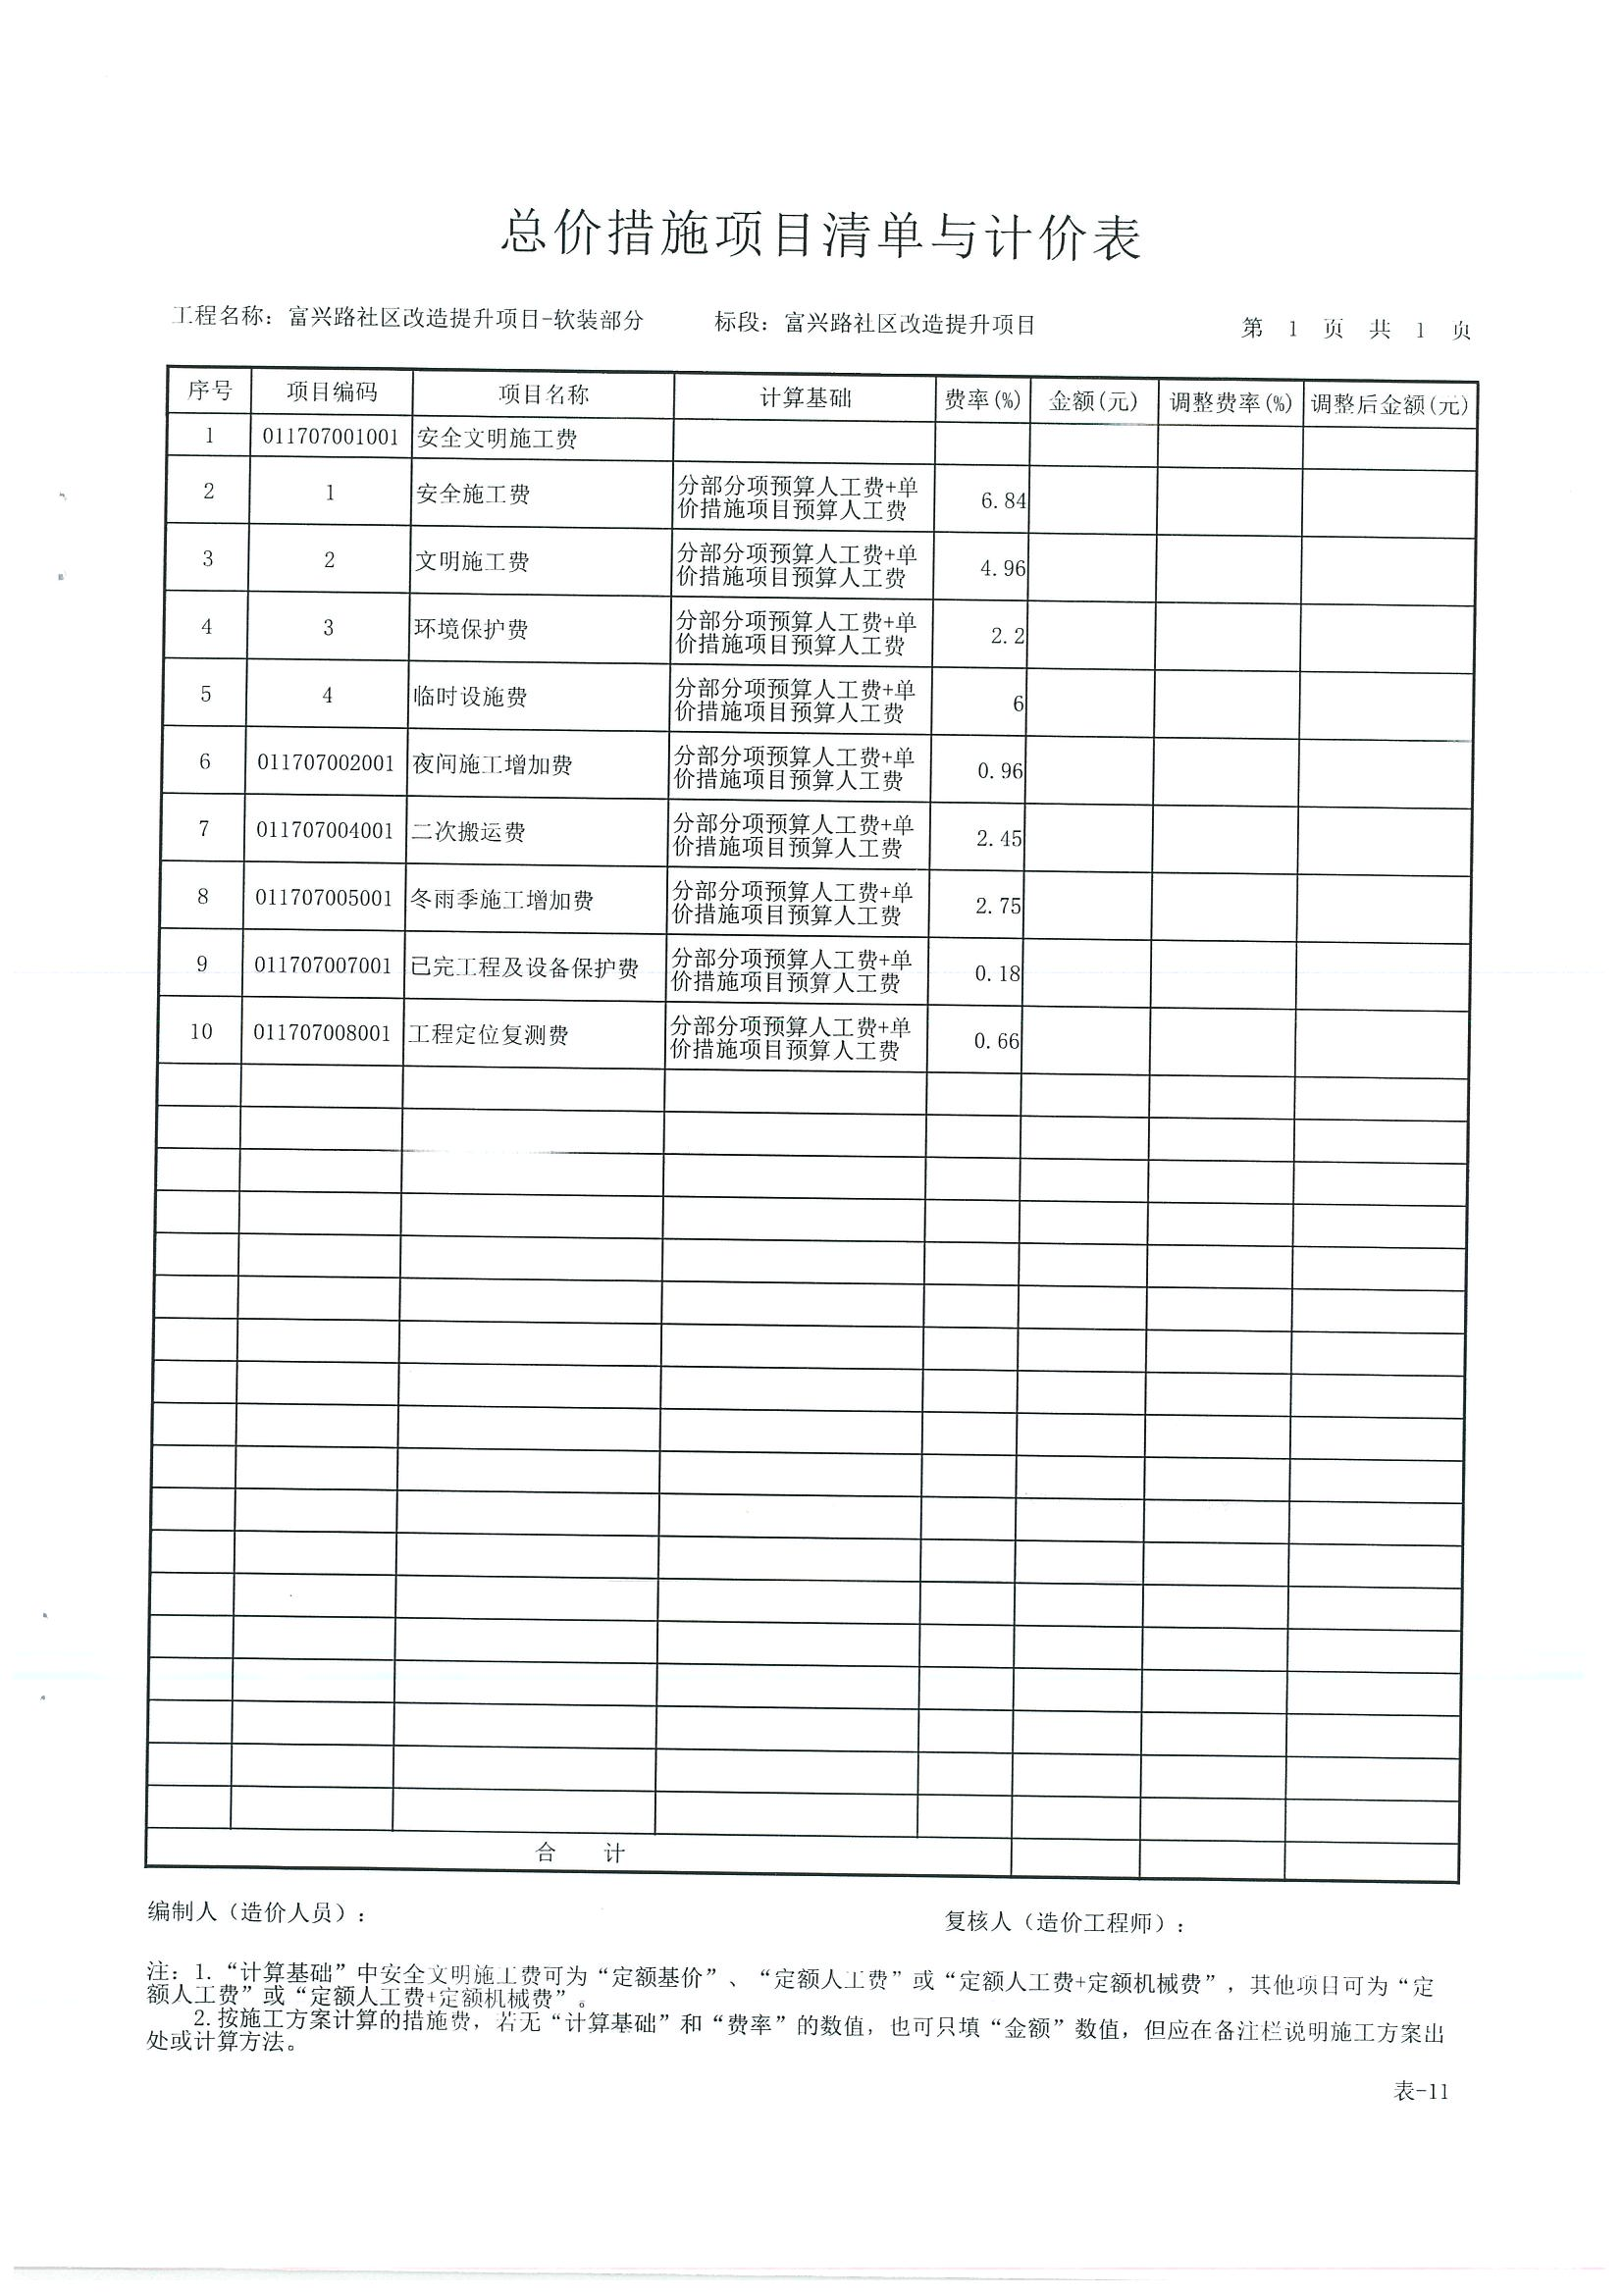 总价措施项目清单与计价表
工程名称：富兴路社区改造提升项目-软装部分 标段：富兴路社区改造提升项目 第 1 页 共 1 页
序号 项目编码 项目名称 计算基础 费率(%) 金额(元) 调整费率(%) 调整后金额(元)
1 011707001001 安全文明施工费
2 1 安全施工费 分部分项预算人工费+单
价措施项目预算人工费 6.84
3 2 文明施工费 分部分项预算人工费+单
价措施项目预算人工费 4.96
4 3 环境保护费 分部分项预算人工费+单
价措施项目预算人工费 2.2
5 4 临时设施费 分部分项预算人工费+单
价措施项目预算人工费 6
6 011707002001 夜间施工增加费 分部分项预算人工费+单
价措施项目预算人工费 0.96
7 011707004001 二次搬运费 分部分项预算人工费+单
价措施项目预算人工费 2.45
8 011707005001 冬雨季施工增加费 分部分项预算人工费+单
价措施项目预算人工费 2.75
9 011707007001 已完工程及设备保护费 分部分项预算人工费+单
价措施项目预算人工费 0.18
10 011707008001 工程定位复测费 分部分项预算人工费+单
价措施项目预算人工费 0.66
合 计
编制人（造价人员）： 复核人（造价工程师）：
注：1.“计算基础”中安全文明施工费可为“定额基价”、“定额人工费”或“定额人工费+定额机械费”，其他项目可为“定
额人工费”或“定额人工费+定额机械费”。
2.按施工方案计算的措施费，若无“计算基础”和“费率”的数值，也可只填“金额”数值，但应在备注栏说明施工方案出
处或计算方法。
表-11